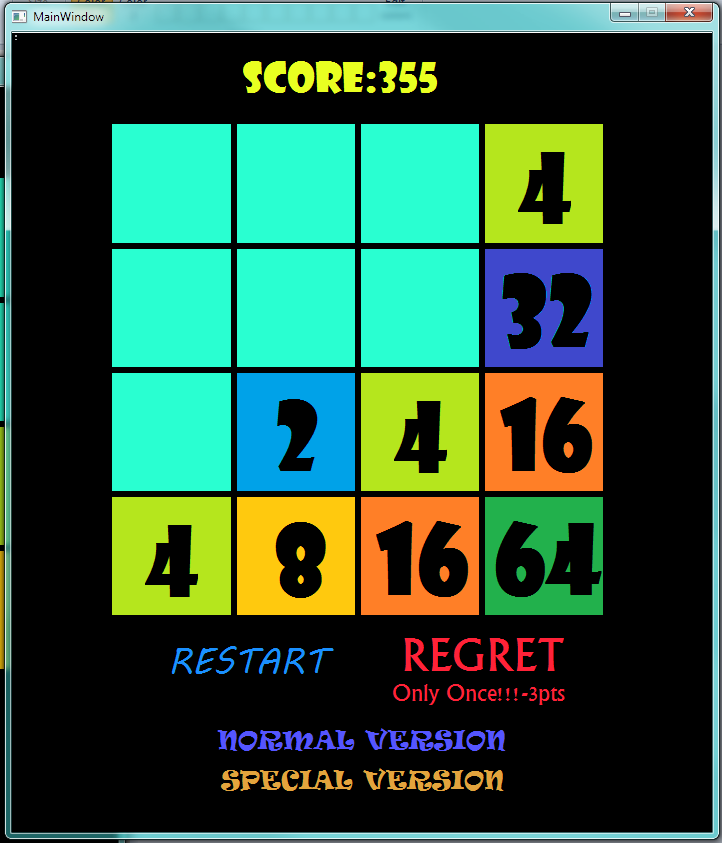 MainWindow
SCORE:355
4
32
2 4 16
4 8 16 64
RESTART REGRET
Only Once!!!-3pts
NORMAL VERSION
SPECIAL VERSION